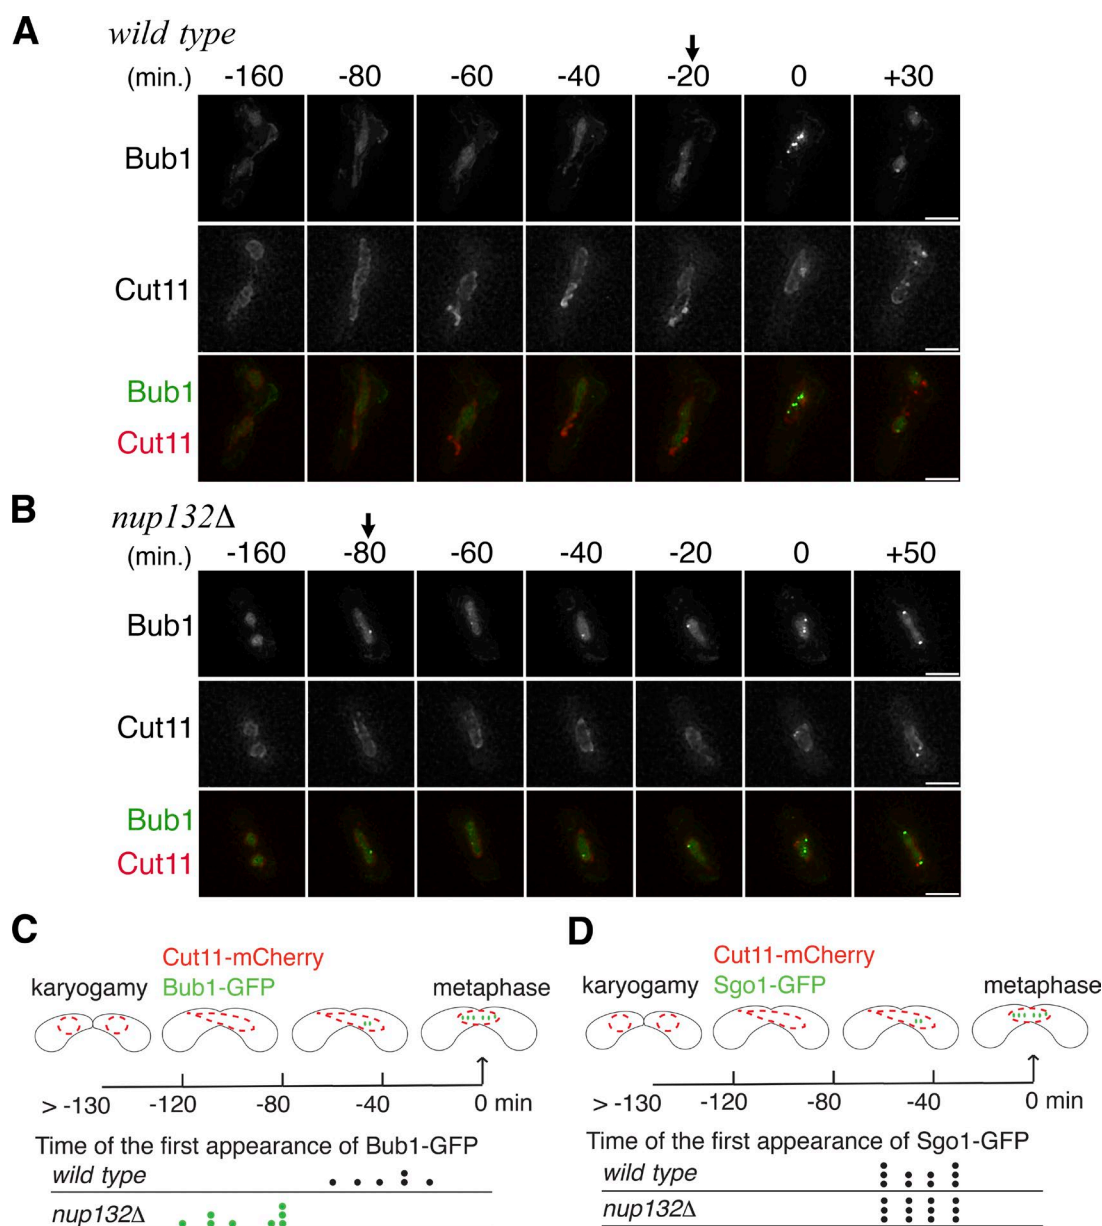 A
wild type
(min.) -160 -80 -60 -40 -20 0 +30
Bub1
Cut11
Bub1
Cut11
B
nup132Δ
(min.) -160 -80 -60 -40 -20 0 +50
Bub1
Cut11
Bub1
Cut11
C
Cut11-mCherry
karyogamy Bub1-GFP metaphase
> -130 -120 -80 -40 0 min
Time of the first appearance of Bub1-GFP
wild type
nup132Δ
D
Cut11-mCherry
karyogamy Sgo1-GFP metaphase
> -130 -120 -80 -40 0 min
Time of the first appearance of Sgo1-GFP
wild type
nup132Δ